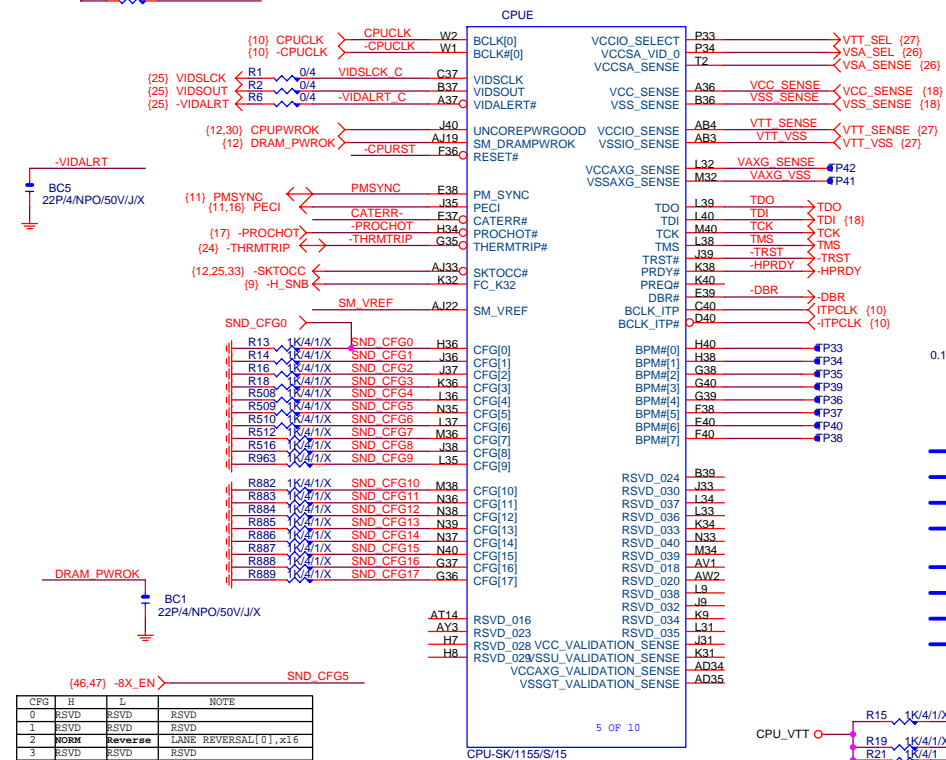 CPUE
{10} CPUCLK CPUCLK W2 BCLK[0] VCCIO_SELECT P33 VTT_SEL {27}
{10} -CPUCLK -CPUCLK W1 BCLK#[0] VCCSA_VID_0 P34 VSA_SEL {26}
VCCSA_SENSE T2 VSA_SENSE {26}
{25} VIDSLCK R1 0/4 VIDSLCK_C C37 VIDSCLK
{25} VIDSOUT R2 0/4 B37 VIDSOUT VCC_SENSE A36 VCC_SENSE VCC_SENSE {18}
{25} -VIDALRT R6 0/4 -VIDALRT_C A37 VIDALERT# VSS_SENSE B36 VSS_SENSE VSS_SENSE {18}
{12,30} CPUPWROK J40 UNCOREPWRGOOD VCCIO_SENSE AB4 VTT_SENSE VTT_SENSE {27}
{12} DRAM_PWROK AJ19 SM_DRAMPWROK VSSIO_SENSE AB3 VTT_VSS VTT_VSS {27}
-CPURST F36 RESET#
-VIDALRT
VCCAXG_SENSE L32 VAXG_SENSE TP42
VSSAXG_SENSE M32 VAXG_VSS TP41
BC5
22P/4/NPO/50V/J/X
{11} PMSYNC PMSYNC E38 PM_SYNC
{11,16} PECI J35 PECI TDO L39 TDO TDO
CATERR- E37 CATERR# TDI L40 TDI TDI {18}
{17} -PROCHOT -PROCHOT H34 PROCHOT# TCK M40 TCK TCK
{24} -THRMTRIP -THRMTRIP G35 THERMTRIP# TMS L38 TMS TMS
TRST# J39 -TRST -TRST
{12,25,33} -SKTOCC AJ33 SKTOCC# PRDY# K38 -HPRDY -HPRDY
{9} -H_SNB K32 FC_K32 PREQ# K40
DBR# E39 -DBR -DBR
SM_VREF AJ22 SM_VREF BCLK_ITP C40 ITPCLK {10}
BCLK_ITP# D40 -ITPCLK {10}
SND_CFG0
R13 1K/4/1/X SND_CFG0 H36 CFG[0] BPM#[0] H40 TP33
R14 1K/4/1/X SND_CFG1 J36 CFG[1] BPM#[1] H38 TP34
R16 1K/4/1/X SND_CFG2 J37 CFG[2] BPM#[2] G38 TP35
R18 1K/4/1/X SND_CFG3 K36 CFG[3] BPM#[3] G40 TP39
R508 1K/4/1/X SND_CFG4 L36 CFG[4] BPM#[4] G39 TP36
R509 1K/4/1/X SND_CFG5 N35 CFG[5] BPM#[5] F38 TP37
R510 1K/4/1/X SND_CFG6 L37 CFG[6] BPM#[6] E40 TP40
R512 1K/4/1/X SND_CFG7 M36 CFG[7] BPM#[7] F40 TP38
R516 1K/4/1/X SND_CFG8 J38 CFG[8]
R963 1K/4/1/X SND_CFG9 L35 CFG[9]
0.1
R882 1K/4/1/X SND_CFG10 M38 CFG[10]
R883 1K/4/1/X SND_CFG11 N36 CFG[11]
R884 1K/4/1/X SND_CFG12 N38 CFG[12]
R885 1K/4/1/X SND_CFG13 N39 CFG[13]
R886 1K/4/1/X SND_CFG14 N37 CFG[14]
R887 1K/4/1/X SND_CFG15 N40 CFG[15]
R888 1K/4/1/X SND_CFG16 G37 CFG[16]
R889 1K/4/1/X SND_CFG17 G36 CFG[17]
RSVD_024 B39
RSVD_030 J33
RSVD_037 L34
RSVD_036 L33
RSVD_033 K34
RSVD_040 N33
RSVD_039 M34
RSVD_018 AV1
RSVD_020 AW2
RSVD_038 L9
RSVD_032 J9
RSVD_034 K9
RSVD_035 L31
DRAM_PWROK
BC1
22P/4/NPO/50V/J/X
AT14 RSVD_016
AY3 RSVD_023
H7 RSVD_028 VCC_VALIDATION_SENSE J31
H8 RSVD_029 VSSU_VALIDATION_SENSE K31
VCCAXG_VALIDATION_SENSE AD34
VSSGT_VALIDATION_SENSE AD35
{46,47} -8X_EN SND_CFG5
CFG H L NOTE
0 RSVD RSVD RSVD
1 RSVD RSVD RSVD
2 NORM Reverse LANE REVERSAL[0],x16
3 RSVD RSVD RSVD
5 OF 10
CPU-SK/1155/S/15
CPU_VTT
R15 1K/4/1/X
R19 1K/4/1/X
R21 1K/4/1